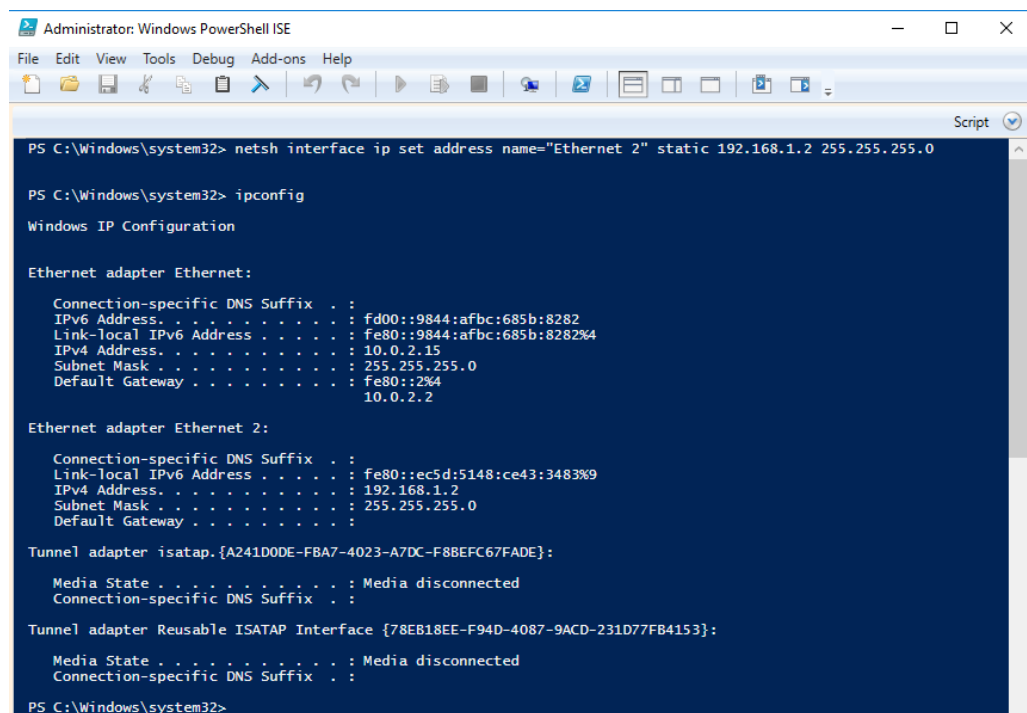 Administrator: Windows PowerShell ISE
File Edit View Tools Debug Add-ons Help
Script
PS C:\Windows\system32> netsh interface ip set address name="Ethernet 2" static 192.168.1.2 255.255.255.0
PS C:\Windows\system32> ipconfig
Windows IP Configuration
Ethernet adapter Ethernet:
Connection-specific DNS Suffix . :
IPv6 Address. . . . . . . . . . . : fd00::9844:afbc:685b:8282
Link-local IPv6 Address . . . . . : fe80::9844:afbc:685b:8282%4
IPv4 Address. . . . . . . . . . . : 10.0.2.15
Subnet Mask . . . . . . . . . . . : 255.255.255.0
Default Gateway . . . . . . . . . : fe80::2%4
10.0.2.2
Ethernet adapter Ethernet 2:
Connection-specific DNS Suffix . :
Link-local IPv6 Address . . . . . : fe80::ec5d:5148:ce43:3483%9
IPv4 Address. . . . . . . . . . . : 192.168.1.2
Subnet Mask . . . . . . . . . . . : 255.255.255.0
Default Gateway . . . . . . . . . :
Tunnel adapter isatap.{A241D0DE-FBA7-4023-A7DC-F8BEFC67FADE}:
Media State . . . . . . . . . . . : Media disconnected
Connection-specific DNS Suffix . :
Tunnel adapter Reusable ISATAP Interface {78EB18EE-F94D-4087-9ACD-231D77FB4153}:
Media State . . . . . . . . . . . : Media disconnected
Connection-specific DNS Suffix . :
PS C:\Windows\system32>